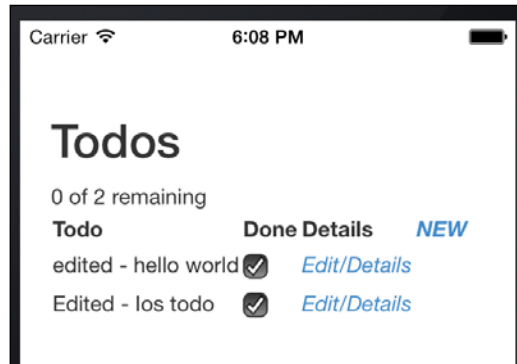 Carrier 6:08 PM
Todos
0 of 2 remaining
Todo Done Details NEW
edited - hello world Edit/Details
Edited - Ios todo Edit/Details